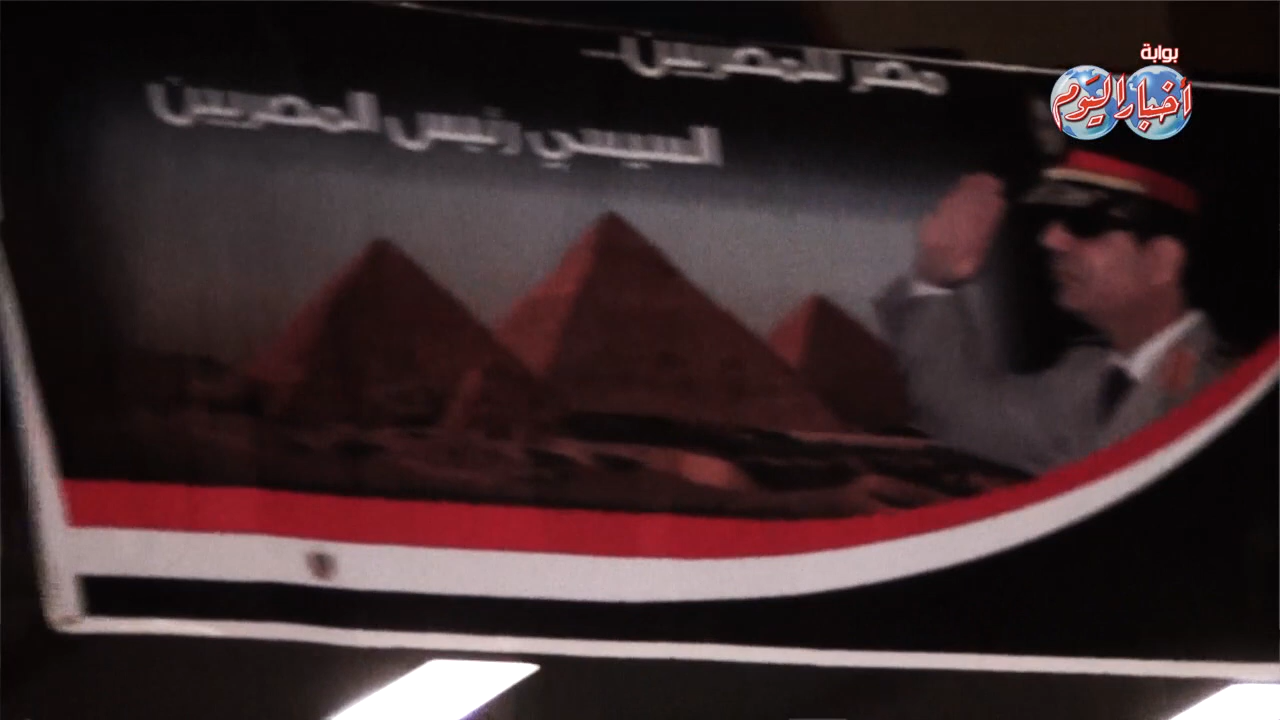 بوابة
أخبار اليوم
مصر للمصريين...
السيسي رئيس المصريين